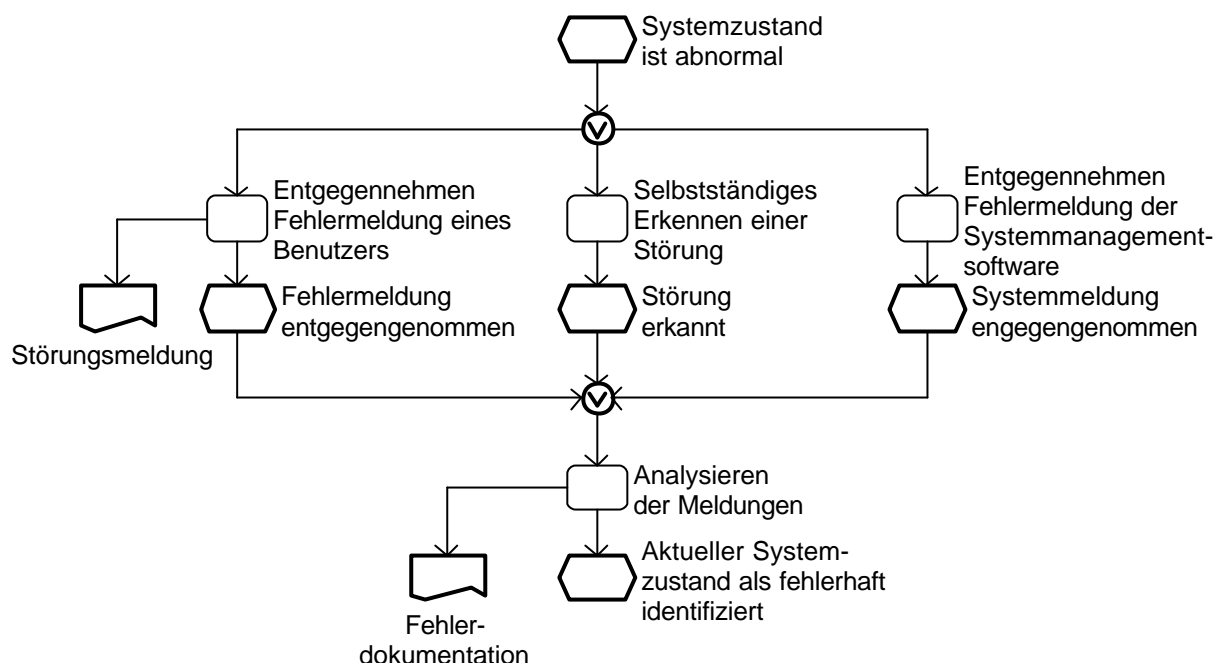 Systemzustand
ist abnormal
V
Entgegennehmen
Fehlermeldung eines
Benutzers
Selbstständiges
Erkennen einer
Störung
Entgegennehmen
Fehlermeldung der
Systemmanagement-
software
Störungsmeldung
Fehlermeldung
entgegengenommen
Störung
erkannt
Systemmeldung
engegengenommen
V
Analysieren
der Meldungen
Fehler-
dokumentation
Aktueller System-
zustand als fehlerhaft
identifiziert